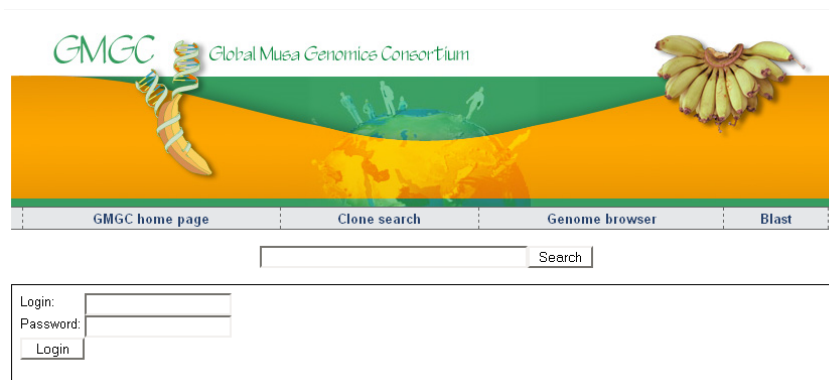 GMGC Global Musa Genomics Consortium
GMGC home page Clone search Genome browser Blast
Search
Login:
Password:
Login